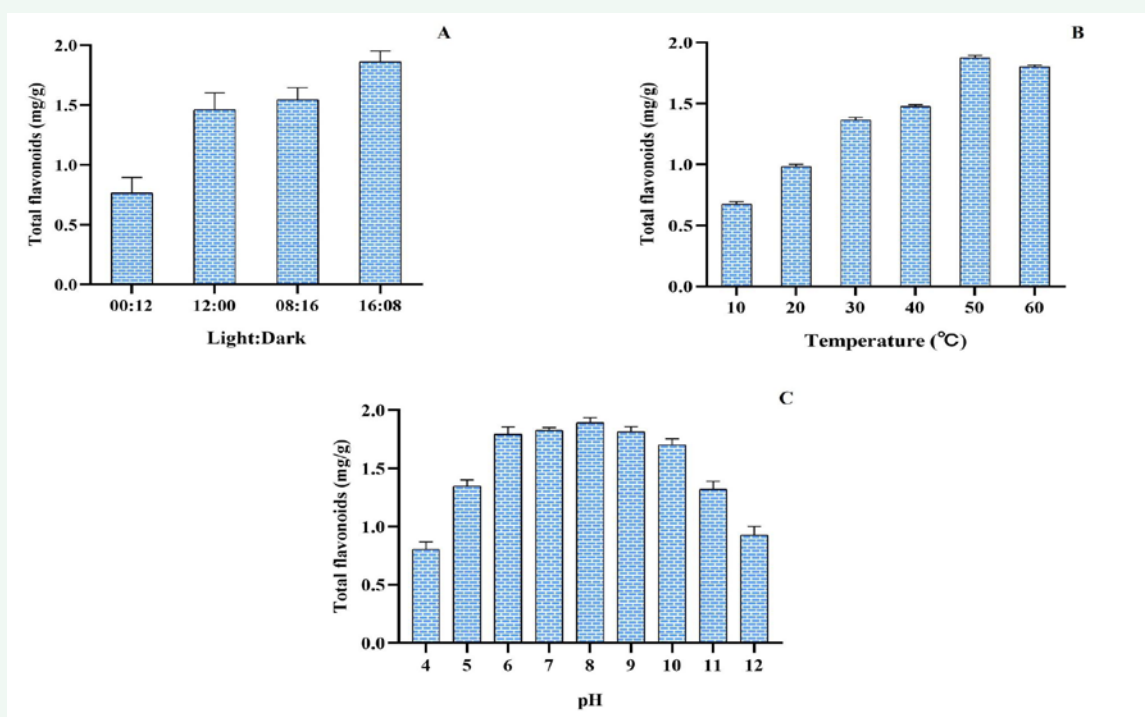 A
Total flavonoids (mg/g)
2.0
1.5
1.0
0.5
0.0
00:12 12:00 08:16 16:08
Light:Dark
B
Total flavonoids (mg/g)
2.0
1.5
1.0
0.5
0.0
10 20 30 40 50 60
Temperature (℃)
C
Total flavonoids (mg/g)
2.0
1.5
1.0
0.5
0.0
4 5 6 7 8 9 10 11 12
pH